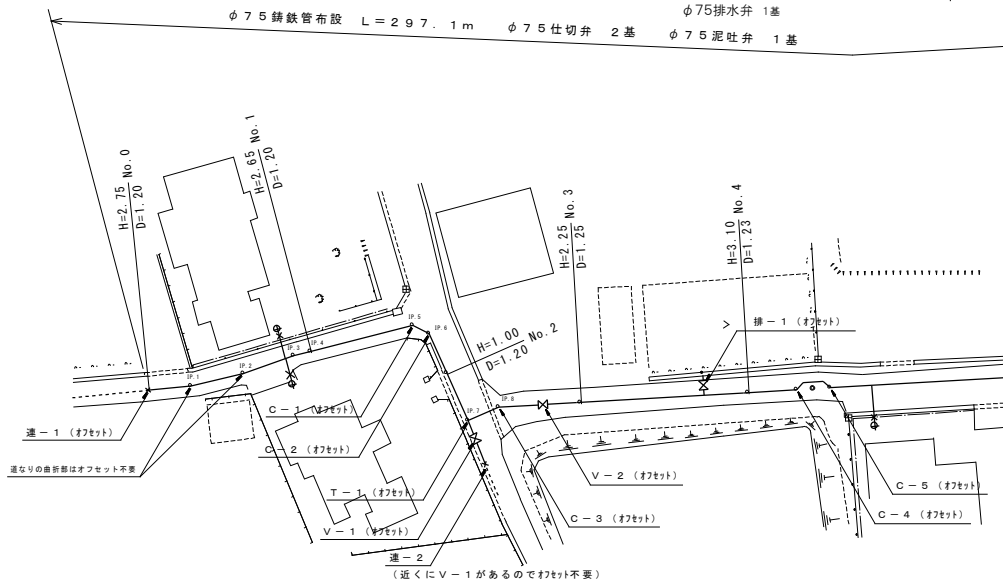 φ75排水弁 1基
φ75鋳鉄管布設 L=297.1m φ75仕切弁 2基 φ75泥吐弁 1基
H=2.75 No.0
D=1.20
H=2.65 No.1
D=1.20
H=1.00 No.2
D=1.20
H=2.25 No.3
D=1.25
H=3.10 No.4
D=1.23
IP.1
IP.2
IP.3
IP.4
IP.5
IP.6
IP.7
IP.8
排-1 (オフセット)
連-1 (オフセット)
道なりの曲折部はオフセット不要
C-1 (オフセット)
C-2 (オフセット)
T-1 (オフセット)
V-1 (オフセット)
連-2
(近くにV-1があるのでオフセット不要)
C-3 (オフセット)
V-2 (オフセット)
C-4 (オフセット)
C-5 (オフセット)